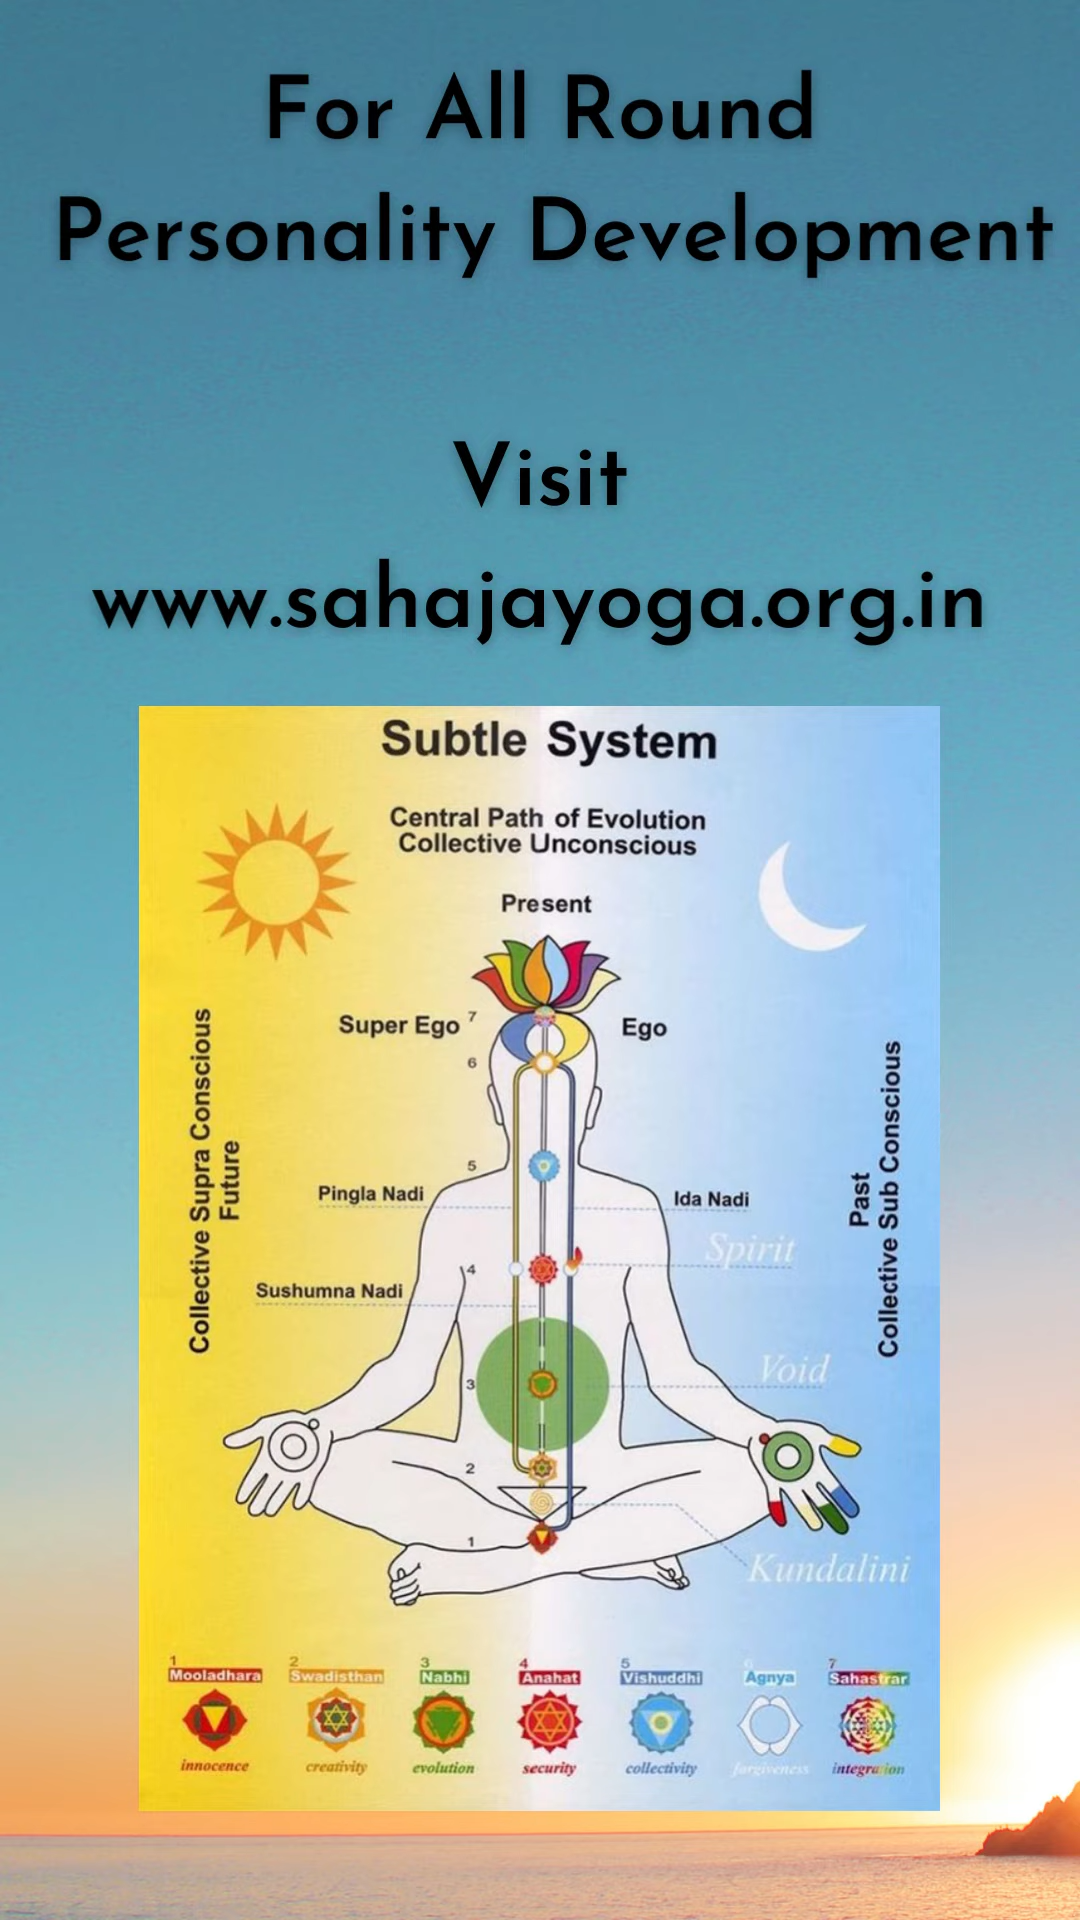 For All Round
Personality Development
Visit
www.sahajayoga.org.in
Subtle System
Central Path of Evolution
Collective Unconscious
Present
Super Ego
7
Ego
6
Collective Supra Conscious
Future
Past
Collective Sub Conscious
5
Pingla Nadi
Ida Nadi
Spirit
4
Sushumna Nadi
Void
3
2
1
Kundalini
1 2 3 4 5 6 7
Mooladhara Swadisthan Nabhi Anahat Vishuddhi Agnya Sahastrar
innocence creativity evolution security collectivity forgiveness integration